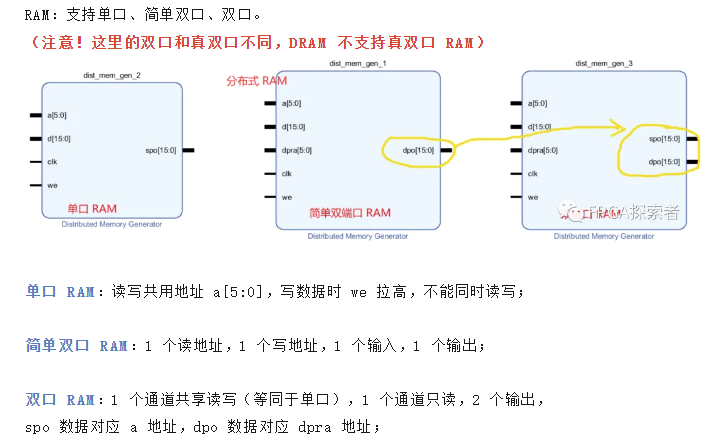 RAM：支持单口、简单双口、双口。
（注意！这里的双口和真双口不同，DRAM 不支持真双口 RAM）
dist_mem_gen_2
a[5:0]
d[15:0]
clk
we
spo[15:0]
单口 RAM
Distributed Memory Generator
dist_mem_gen_1
分布式 RAM
a[5:0]
d[15:0]
dpra[5:0]
clk
we
dpo[15:0]
简单双端口 RAM
Distributed Memory Generator
dist_mem_gen_3
a[5:0]
d[15:0]
dpra[5:0]
clk
we
spo[15:0]
dpo[15:0]
RAM
FPGA探索者
Distributed Memory Generator
单口 RAM：读写共用地址 a[5:0]，写数据时 we 拉高，不能同时读写；
简单双口 RAM：1 个读地址，1 个写地址，1 个输入，1 个输出；
双口 RAM：1 个通道共享读写（等同于单口），1 个通道只读，2 个输出，
spo 数据对应 a 地址，dpo 数据对应 dpra 地址；